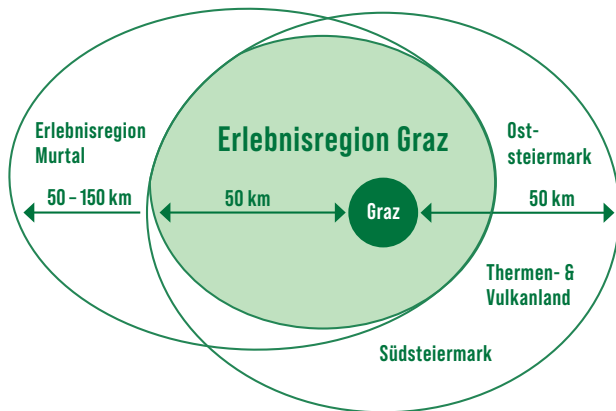 Erlebnisregion
Murtal
Erlebnisregion Graz
Ost-
steiermark
50 – 150 km
50 km
Graz
50 km
Thermen- &
Vulkanland
Südsteiermark